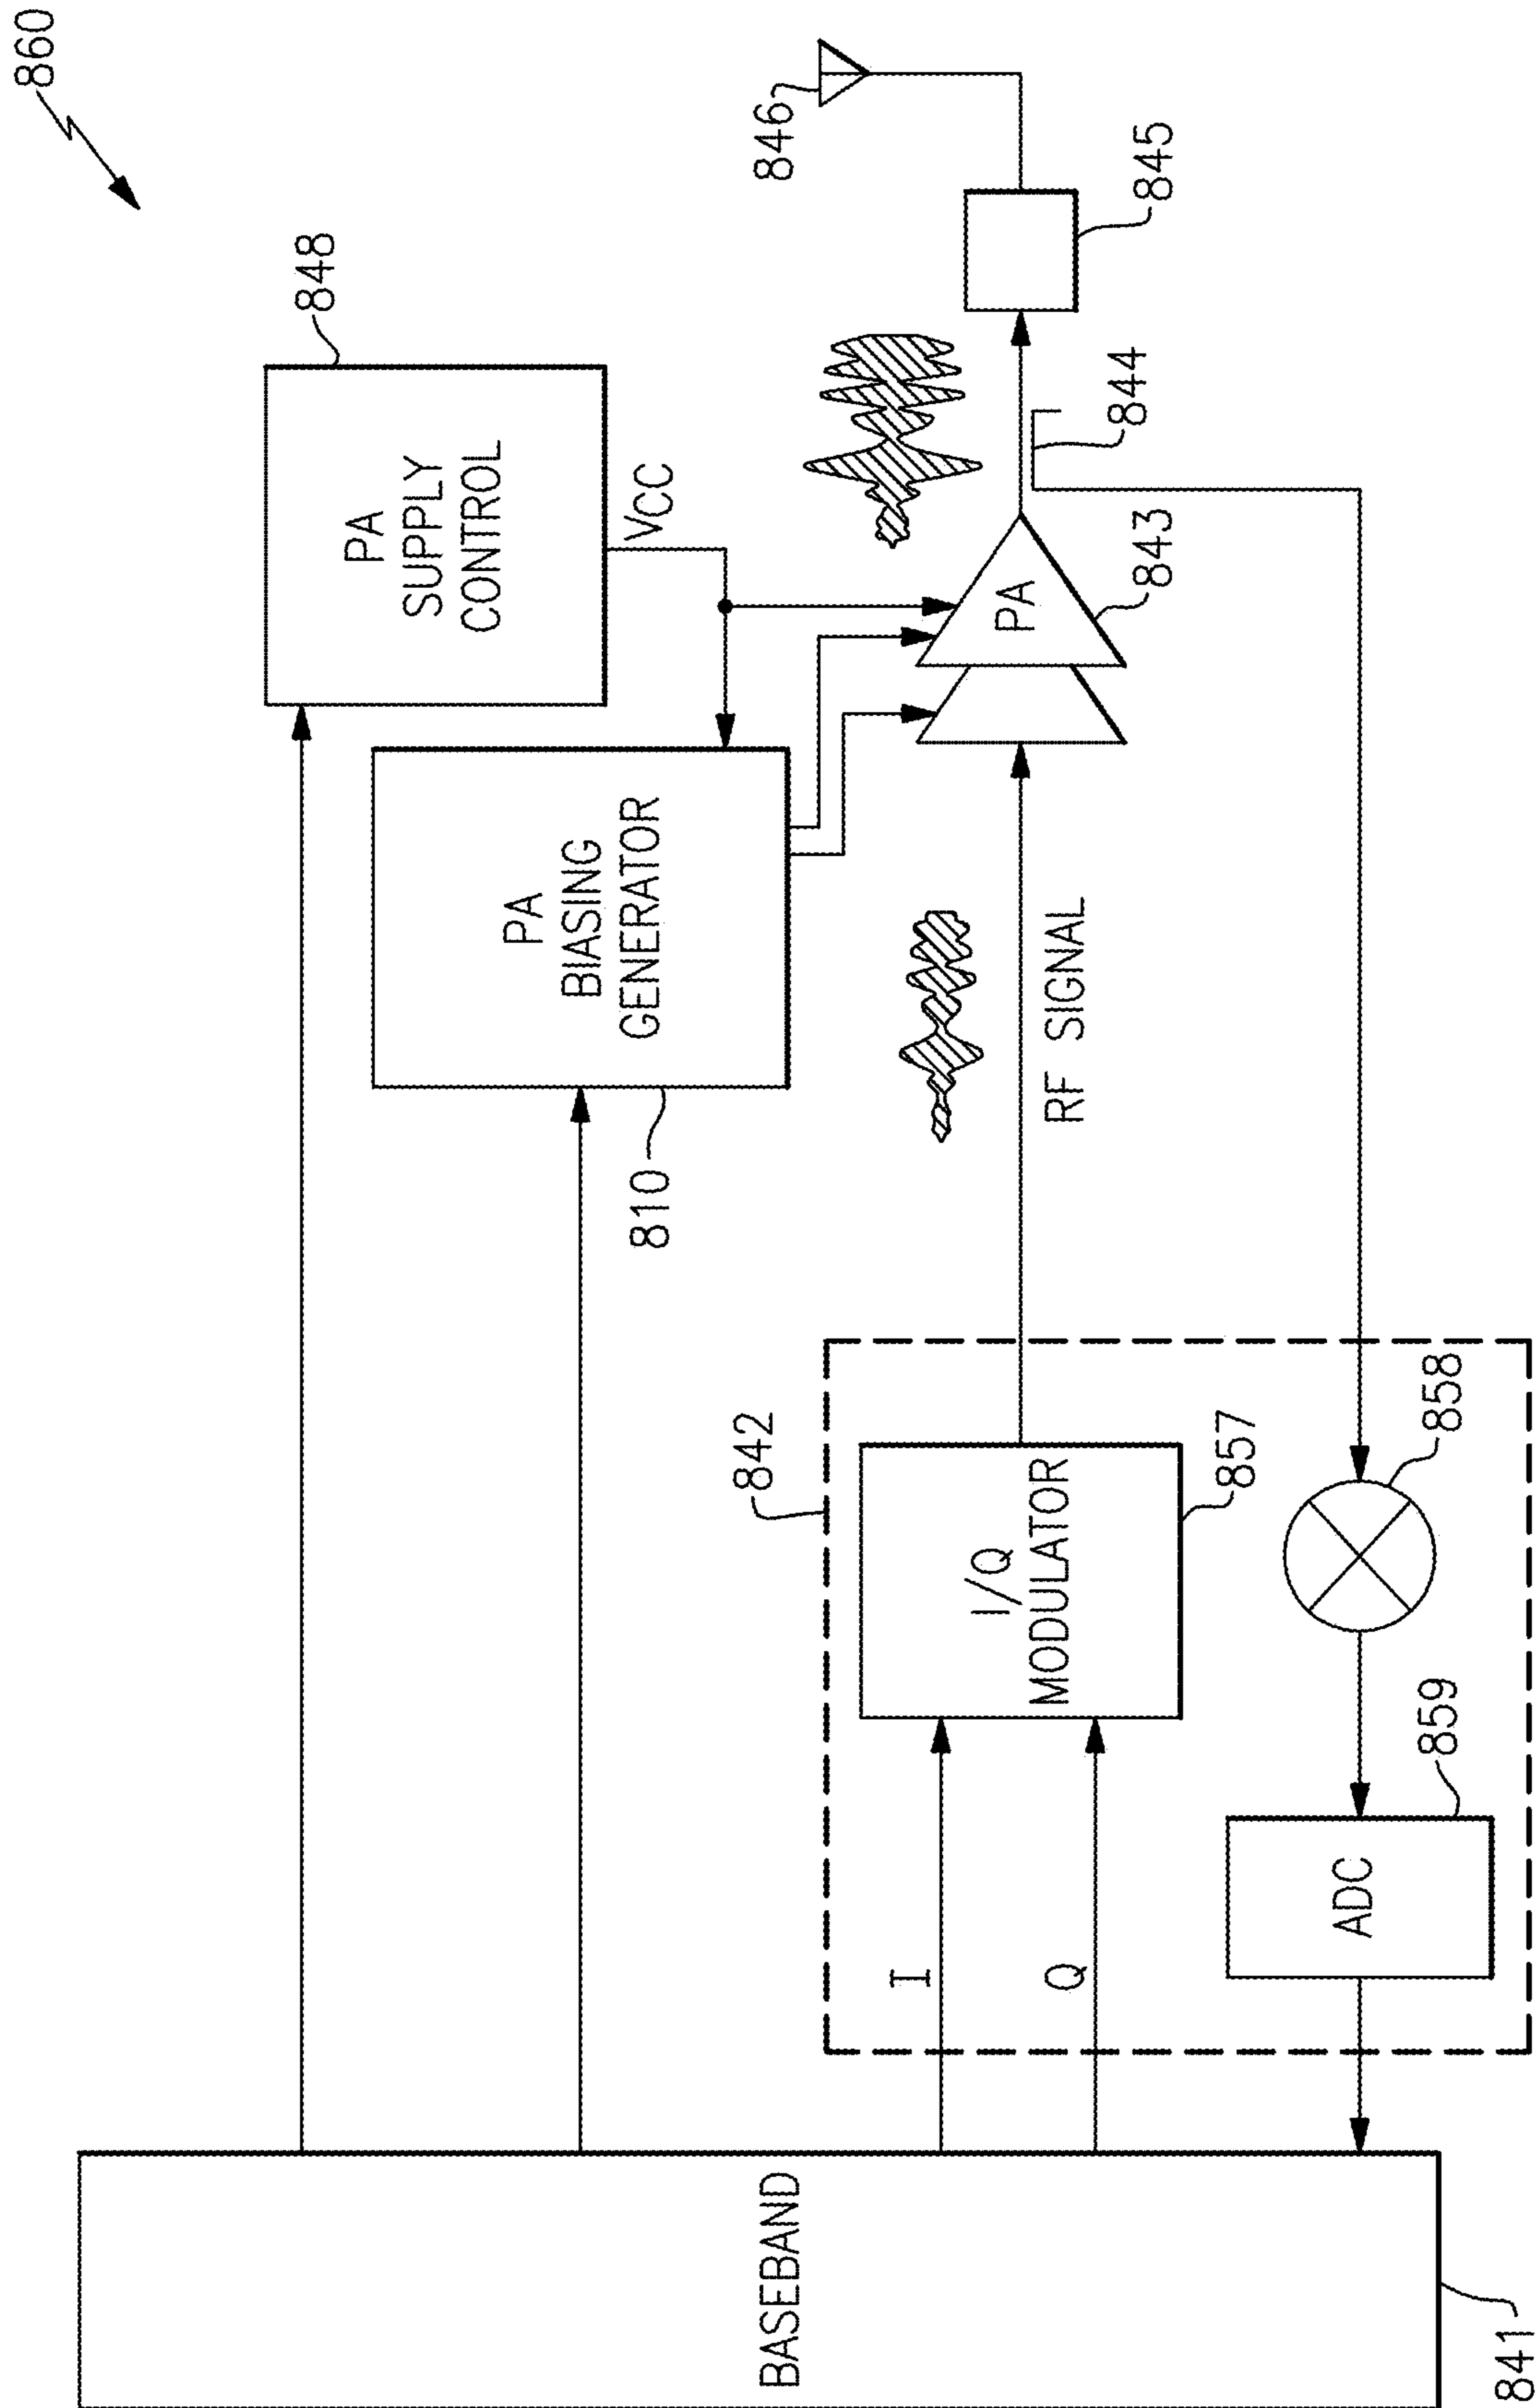 860
848
PA
SUPPLY
CONTROL
VCC
846
PA
BIASING
GENERATOR
810
PA
843
844
845
RF SIGNAL
842
I/Q
MODULATOR
857
858
I
Q
ADC
859
BASEBAND
841